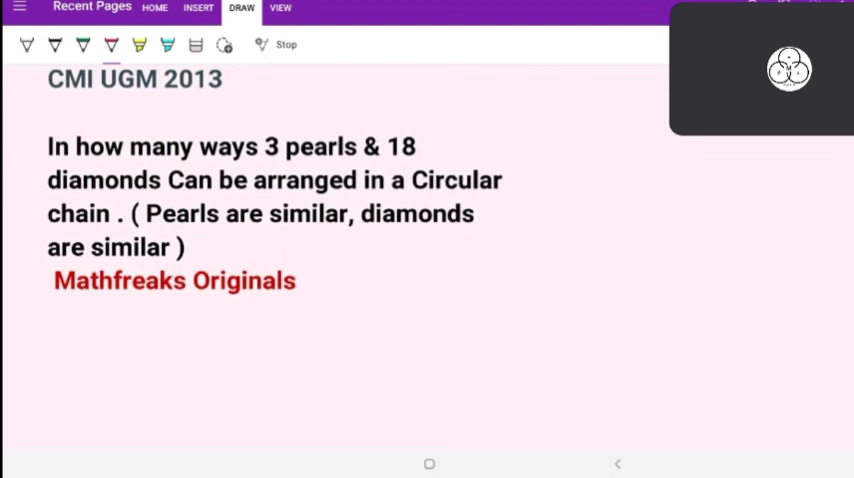 Recent Pages HOME INSERT DRAW VIEW
Stop
CMI UGM 2013
In how many ways 3 pearls & 18
diamonds Can be arranged in a Circular
chain . ( Pearls are similar, diamonds
are similar )
Mathfreaks Originals